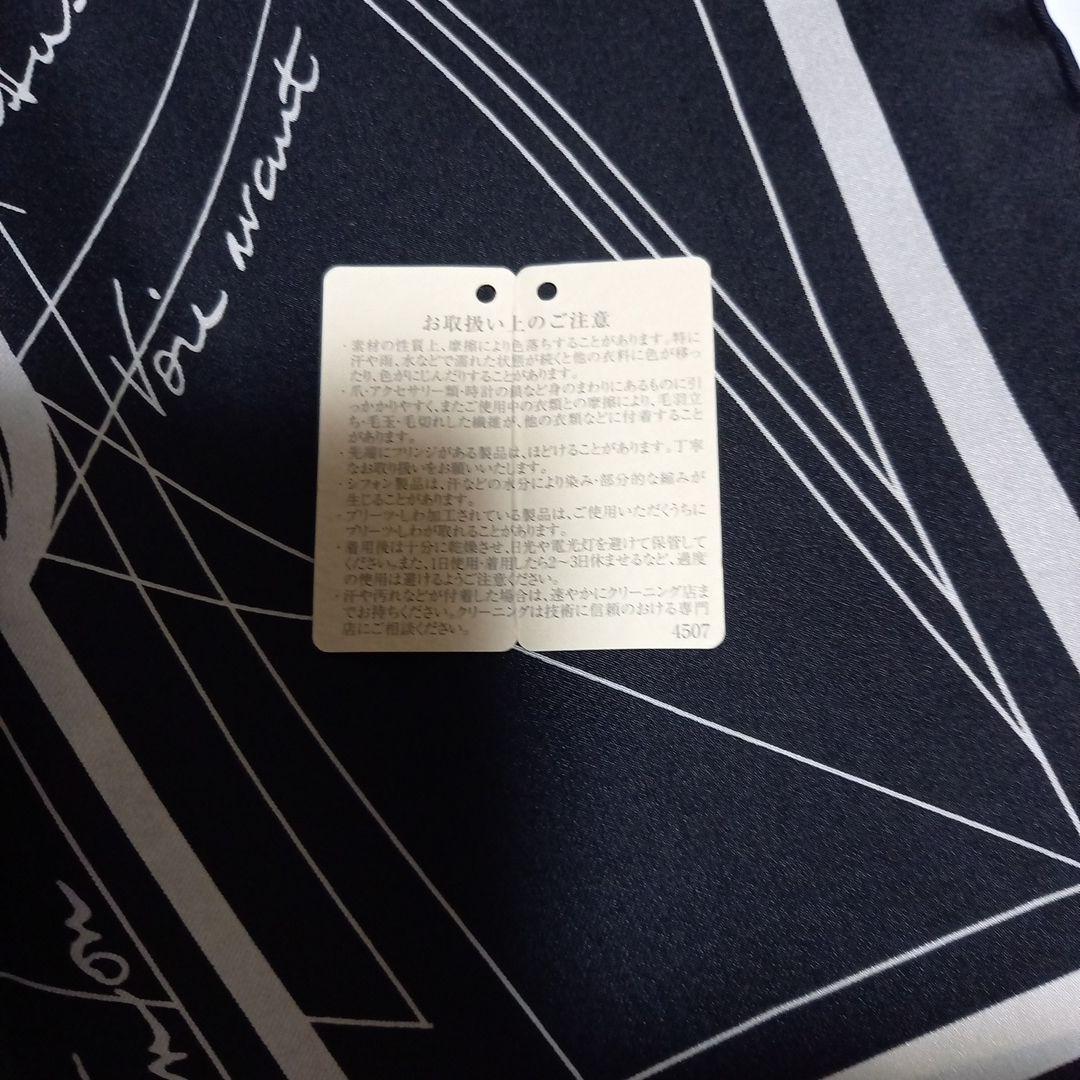 You want
お取扱い上のご注意
・素材の性質上、摩擦により色落ちすることがあります。特に
汗や雨、水などで濡れた状態が続くと他の衣料に色が移っ
たり、色がにじんだりすることがあります。
・爪・アクセサリー類・時計の鎖など身のまわりにあるものに引
っかかりやすく、またご使用中の衣類との摩擦により、毛羽立
ち・毛玉・毛切れした繊維が、他の衣類などに付着すること
があります。
・先端にフリンジがある製品は、ほどけることがあります。丁寧
なお取り扱いをお願いいたします。
・シフォン製品は、汗などの水分により染み・部分的な縮みが
生じることがあります。
・プリーツ・しわ加工されている製品は、ご使用いただくうちに
プリーツ・しわが取れることがあります。
・着用後は十分に乾燥させ、日光や電光灯を避けて保管して
ください。また、1日使用・着用したら2〜3日休ませるなど、過度
の使用は避けるようご注意ください。
・汗や汚れなどが付着した場合は、速やかにクリーニング店ま
でお持ちください。クリーニングは技術に信頼のおける専門
店にご相談ください。
4507